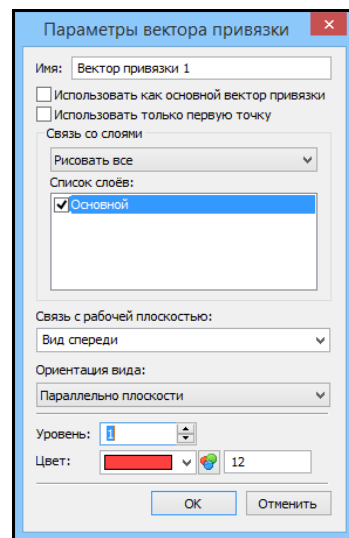 Параметры вектора привязки
Имя: Вектор привязки 1
Использовать как основной вектор привязки
Использовать только первую точку
Связь со слоями
Рисовать все
Список слоёв:
Основной
Связь с рабочей плоскостью:
Вид спереди
Ориентация вида:
Параллельно плоскости
Уровень: 1
Цвет: 12
ОК Отменить